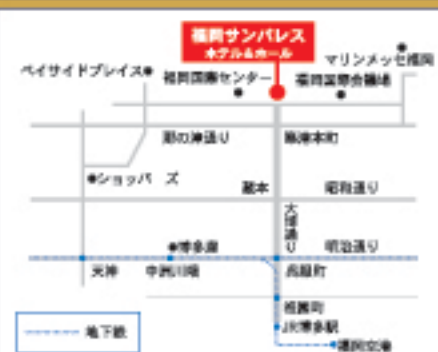 福岡サンパレス
ホテル&ホール
マリンメッセ福岡
ベイサイドプレイス
福岡国際センター
福岡国際会議場
那の津通り
築港本町
ショッパーズ
蔵本
昭和通り
大博通り
博多座
明治通り
天神
中洲川端
呉服町
祇園町
JR博多駅
福岡空港
地下鉄